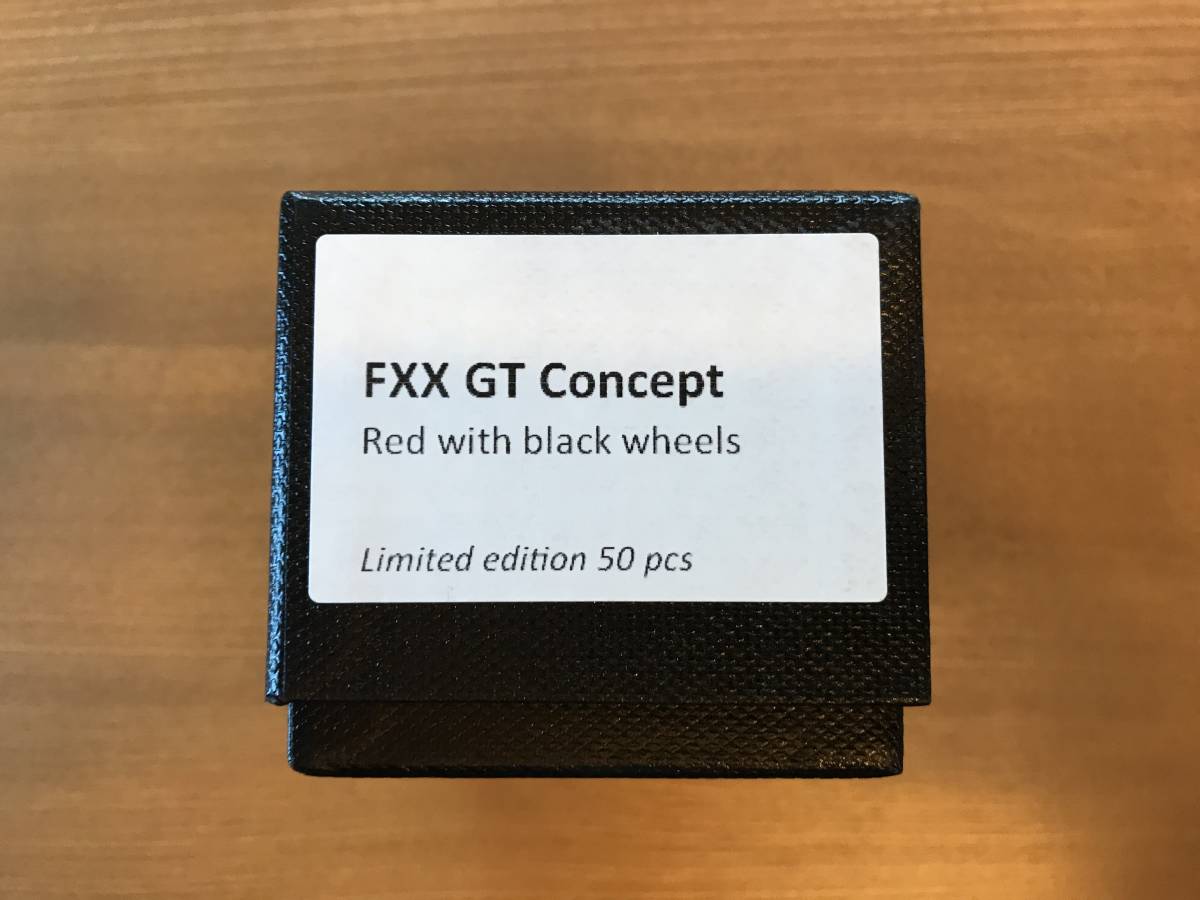 FXX GT Concept
Red with black wheels
Limited edition 50 pcs